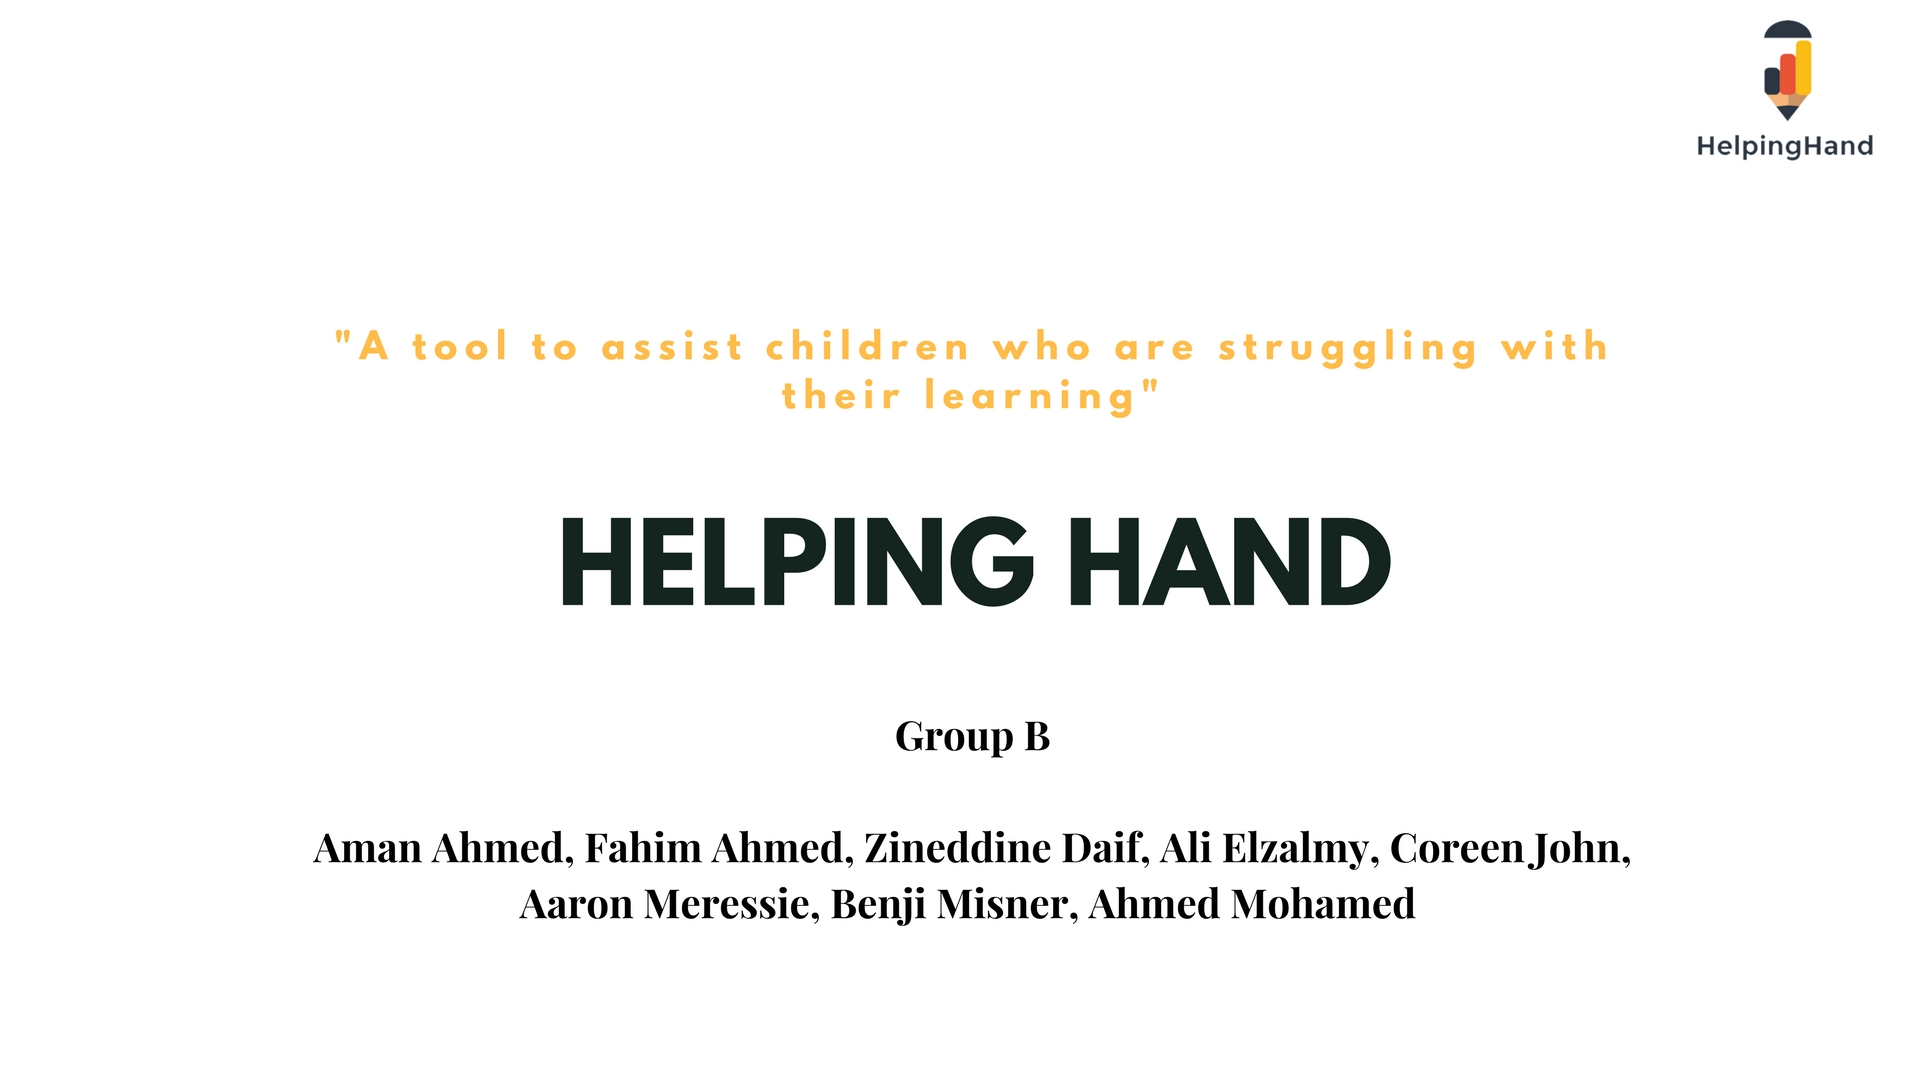 HelpingHand
"A tool to assist children who are struggling with
their learning"
HELPING HAND
Group B
Aman Ahmed, Fahim Ahmed, Zineddine Daif, Ali Elzalmy, Coreen John,
Aaron Meressie, Benji Misner, Ahmed Mohamed